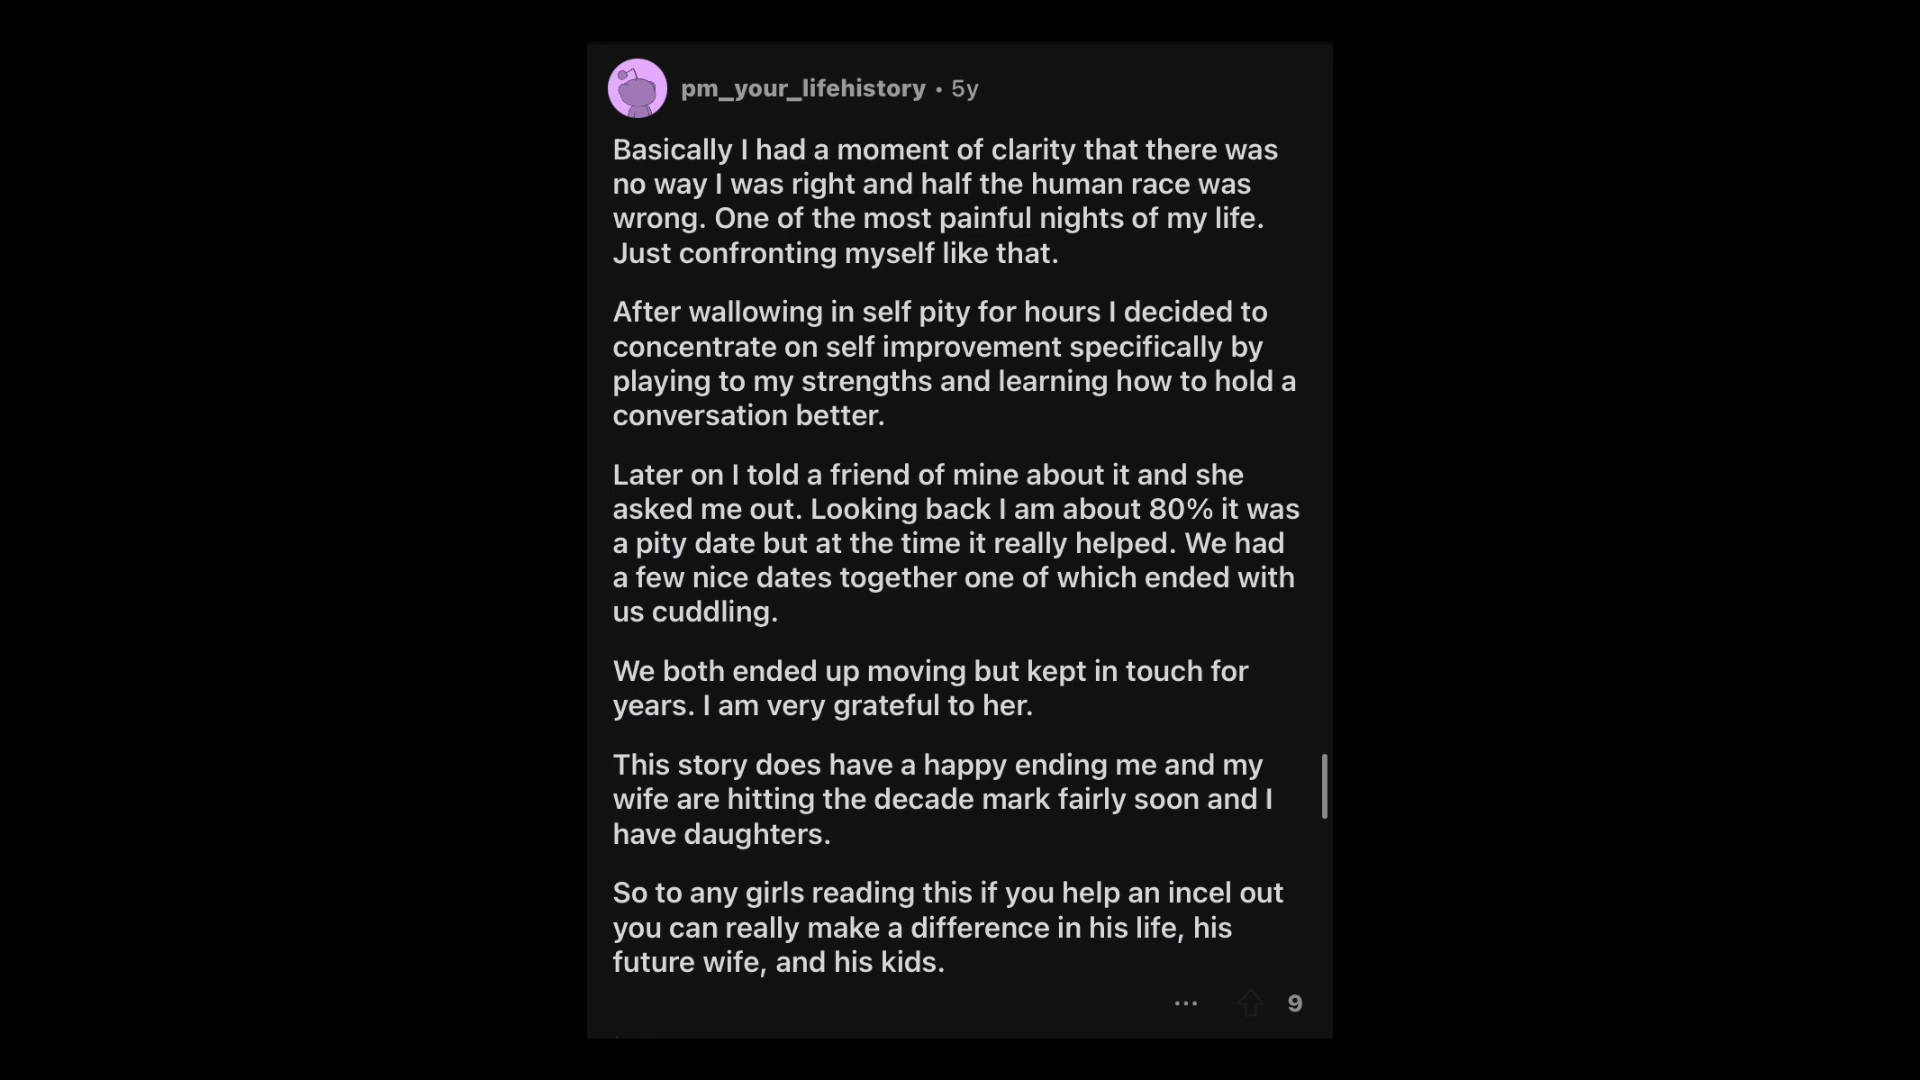 pm_your_lifehistory • 5y
Basically I had a moment of clarity that there was
no way I was right and half the human race was
wrong. One of the most painful nights of my life.
Just confronting myself like that.
After wallowing in self pity for hours I decided to
concentrate on self improvement specifically by
playing to my strengths and learning how to hold a
conversation better.
Later on I told a friend of mine about it and she
asked me out. Looking back I am about 80% it was
a pity date but at the time it really helped. We had
a few nice dates together one of which ended with
us cuddling.
We both ended up moving but kept in touch for
years. I am very grateful to her.
This story does have a happy ending me and my
wife are hitting the decade mark fairly soon and I
have daughters.
So to any girls reading this if you help an incel out
you can really make a difference in his life, his
future wife, and his kids.
... 9